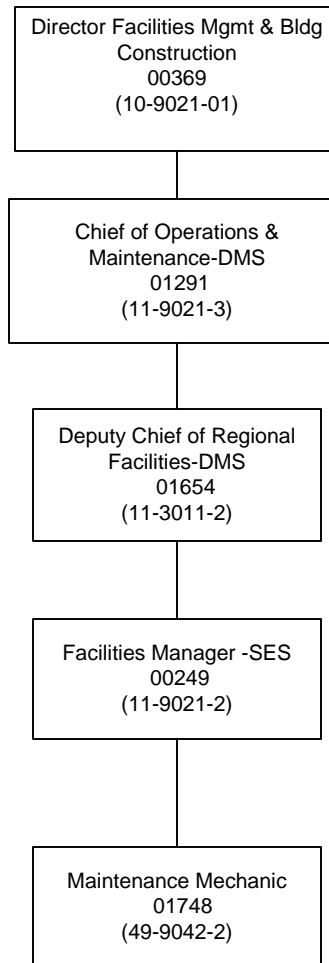 Director Facilities Mgmt & Bldg
Construction
00369
(10-9021-01)
Chief of Operations &
Maintenance-DMS
01291
(11-9021-3)
Deputy Chief of Regional
Facilities-DMS
01654
(11-3011-2)
Facilities Manager -SES
00249
(11-9021-2)
Maintenance Mechanic
01748
(49-9042-2)